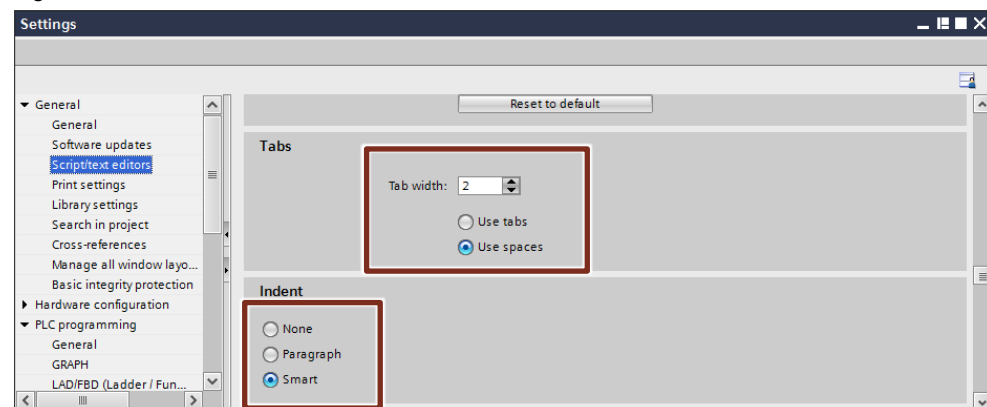 Settings
Reset to default
General
General
Software updates
Script/text editors
Print settings
Library settings
Search in project
Cross-references
Manage all window layo...
Basic integrity protection
Hardware configuration
PLC programming
General
GRAPH
LAD/FBD (Ladder / Fun...
Tabs
Tab width: 2
Use tabs
Use spaces
Indent
None
Paragraph
Smart